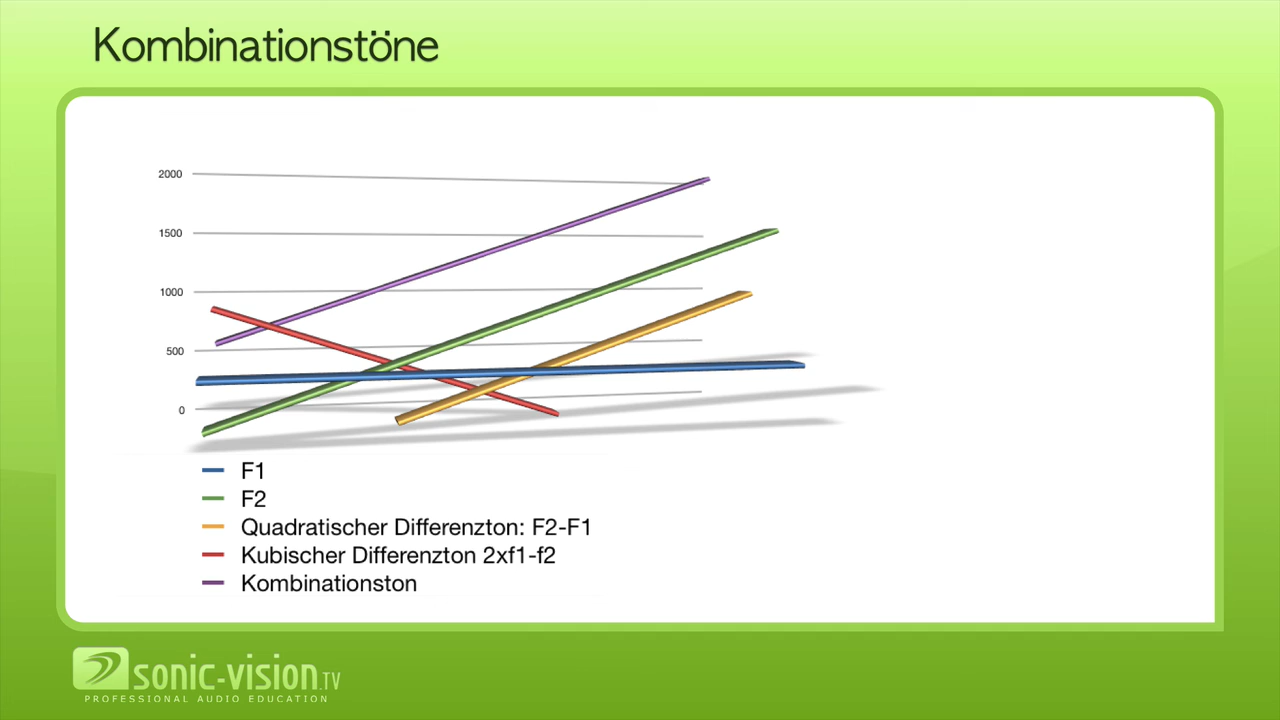 Kombinationstöne
2000
1500
1000
500
0
F1
F2
Quadratischer Differenzton: F2-F1
Kubischer Differenzton 2xf1-f2
Kombinationston
sonic-vision.TV
PROFESSIONAL AUDIO EDUCATION